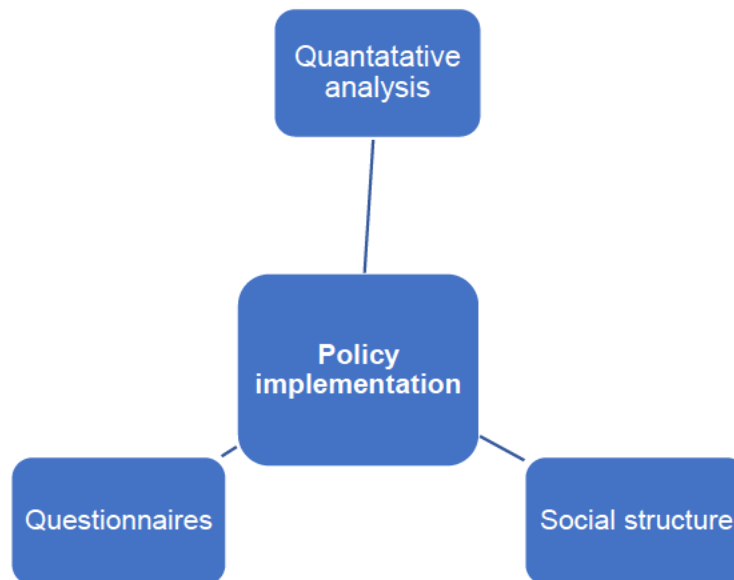 Quantatative
analysis
Policy
implementation
Questionnaires
Social structure